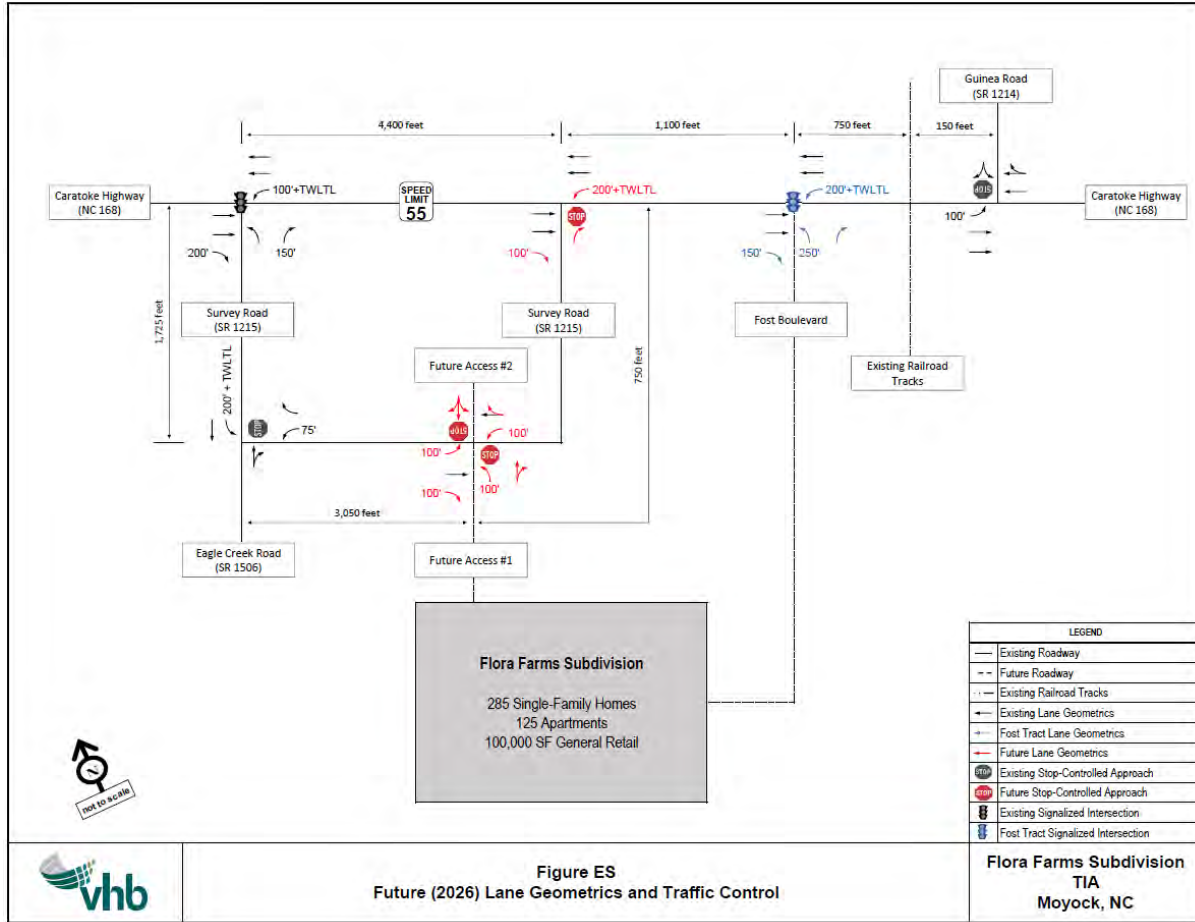 Guinea Road
(SR 1214)
4,400 feet
1,100 feet
750 feet
150 feet
Caratoke Highway
(NC 168)
100'+TWLTL
SPEED
LIMIT
55
200'+TWLTL
200'+TWLTL
STOP
Caratoke Highway
(NC 168)
STOP
100'
200'
150'
100'
150'
250'
1,725 feet
Survey Road
(SR 1215)
Survey Road
(SR 1215)
Fost Boulevard
750 feet
Existing Railroad
Tracks
200' + TWLTL
Future Access #2
STOP
75'
STOP
100'
100'
STOP
100'
100'
3,050 feet
Eagle Creek Road
(SR 1506)
Future Access #1
Flora Farms Subdivision
285 Single-Family Homes
125 Apartments
100,000 SF General Retail
LEGEND
Existing Roadway
Future Roadway
Existing Railroad Tracks
Existing Lane Geometrics
Fost Tract Lane Geometrics
Future Lane Geometrics
STOP Existing Stop-Controlled Approach
STOP Future Stop-Controlled Approach
Existing Signalized Intersection
Fost Tract Signalized Intersection
N
not to scale
vhb
Figure ES
Future (2026) Lane Geometrics and Traffic Control
Flora Farms Subdivision
TIA
Moyock, NC